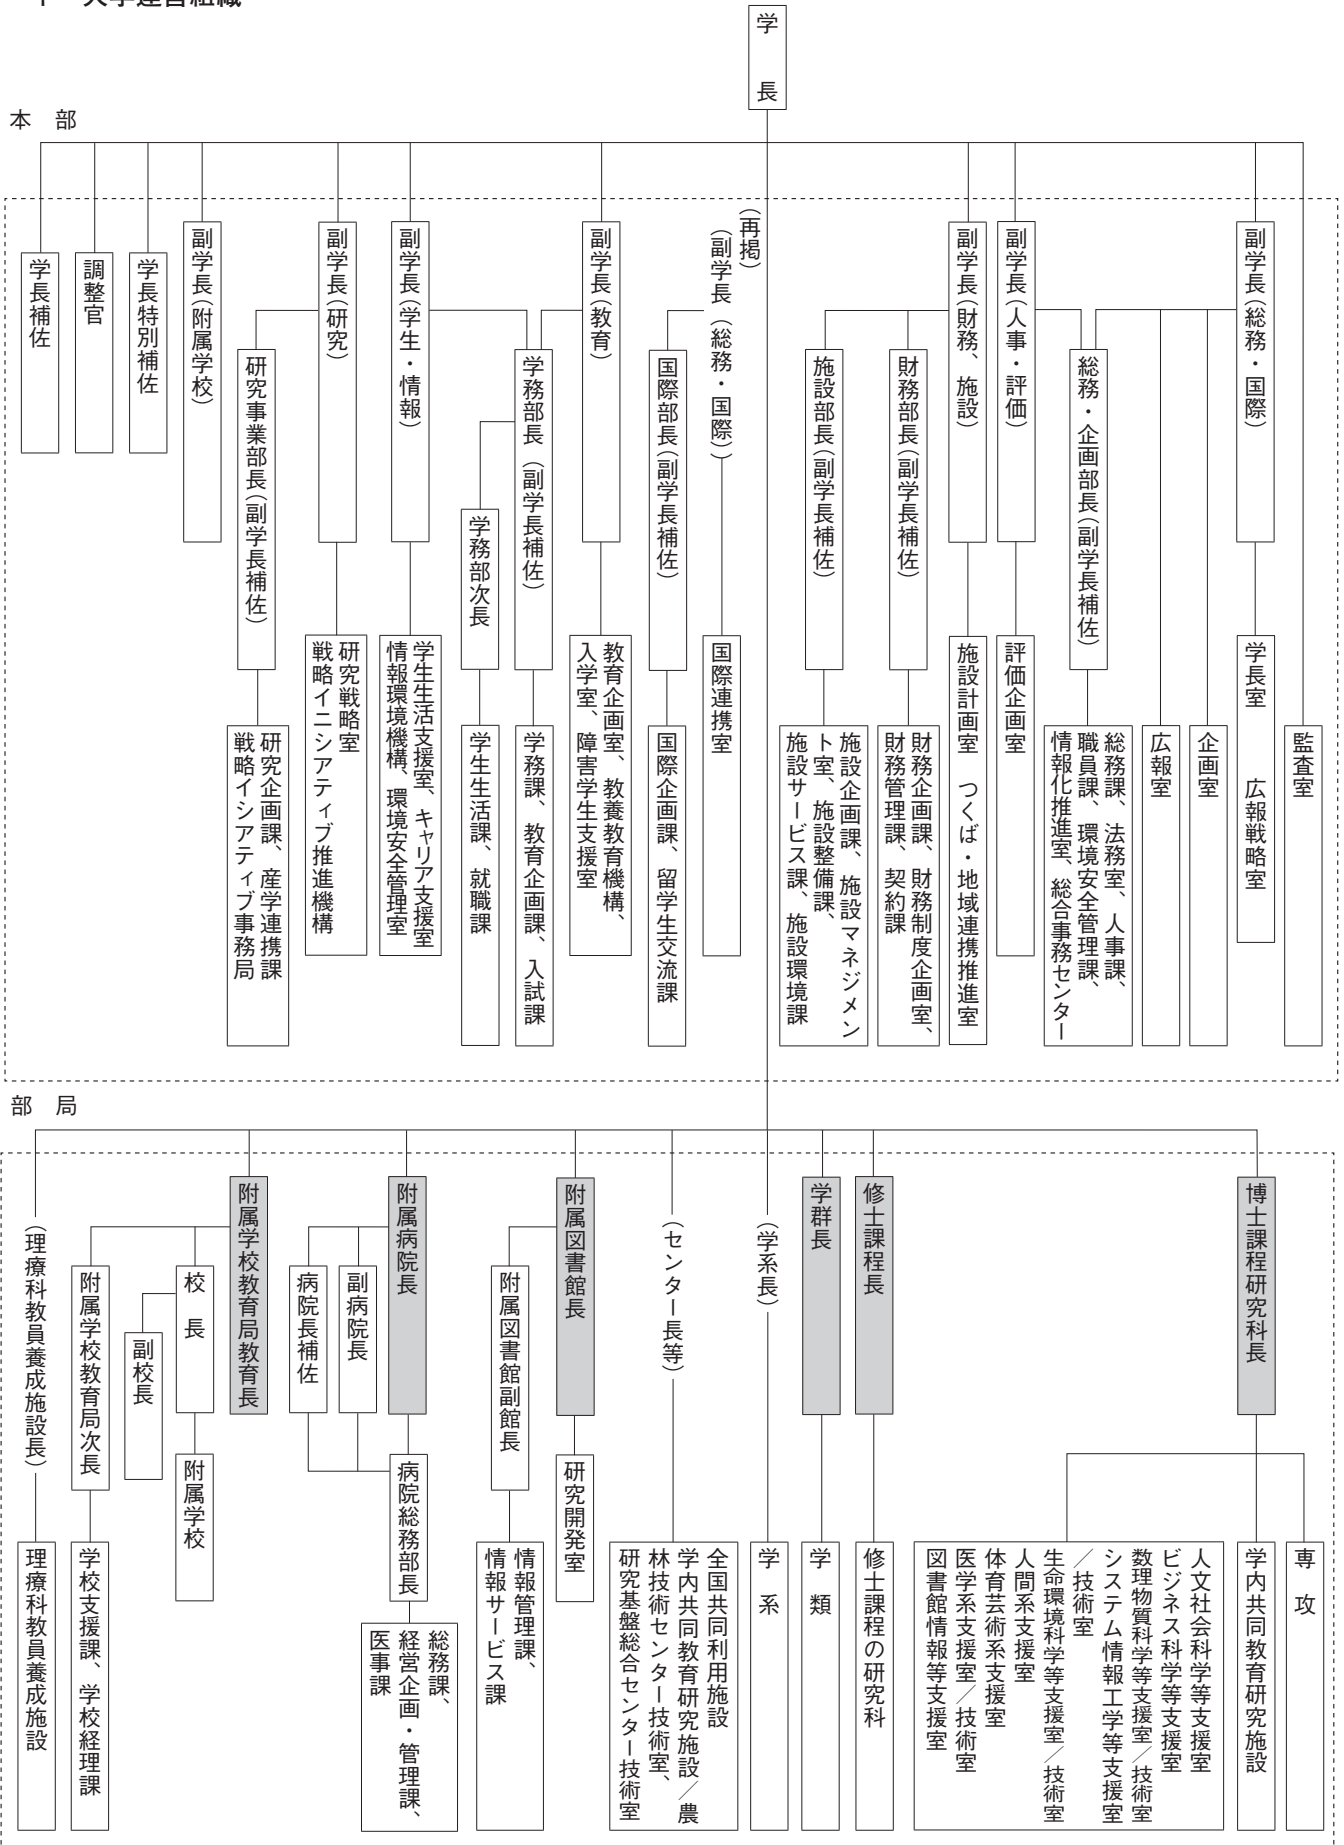 学長
本部
監査室
副学長（総務・国際）
学長室　広報戦略室
企画室
広報室
総務・企画部長（副学長補佐）
総務課、法務室、人事課、
職員課、環境安全管理課、
情報化推進室、総合事務センター
副学長（人事・評価）
評価企画室
副学長（財務、施設）
施設計画室　つくば・地域連携推進室
財務部長（副学長補佐）
財務企画課、財務制度企画室、
財務管理課、契約課
施設部長（副学長補佐）
施設企画課、施設マネジメン
ト室、施設整備課、
施設サービス課、施設環境課
（再掲）
（副学長（総務・国際））
国際連携室
国際部長（副学長補佐）
国際企画課、留学生交流課
副学長（教育）
教育企画室、教養教育機構、
入学室、障害学生支援室
学務部長（副学長補佐）
学務課、教育企画課、入試課
学務部次長
学生生活課、就職課
副学長（学生・情報）
学生生活支援室、キャリア支援室
情報環境機構、環境安全管理室
副学長（研究）
研究戦略室
戦略イニシアティブ推進機構
研究事業部長（副学長補佐）
研究企画課、産学連携課
戦略イシアティブ事務局
副学長（附属学校）
学長特別補佐
調整官
学長補佐
部局
博士課程研究科長
専攻
学内共同教育研究施設
人文社会科学等支援室
ビジネス科学等支援室
数理物質科学等支援室／技術室
システム情報工学等支援室
／技術室
生命環境科学等支援室／技術室
人間系支援室
体育芸術系支援室
医学系支援室／技術室
図書館情報等支援室
修士課程長
修士課程の研究科
学群長
学類
（学系長）
学系
（センター長等）
全国共同利用施設
学内共同教育研究施設／農
林技術センター技術室、
研究基盤総合センター技術室
附属図書館長
研究開発室
附属図書館副館長
情報管理課、
情報サービス課
附属病院長
副病院長
病院長補佐
病院総務部長
総務課、
経営企画・管理課、
医事課
附属学校教育局教育長
校長
附属学校
副校長
附属学校教育局次長
学校支援課、学校経理課
（理療科教員養成施設長）
理療科教員養成施設